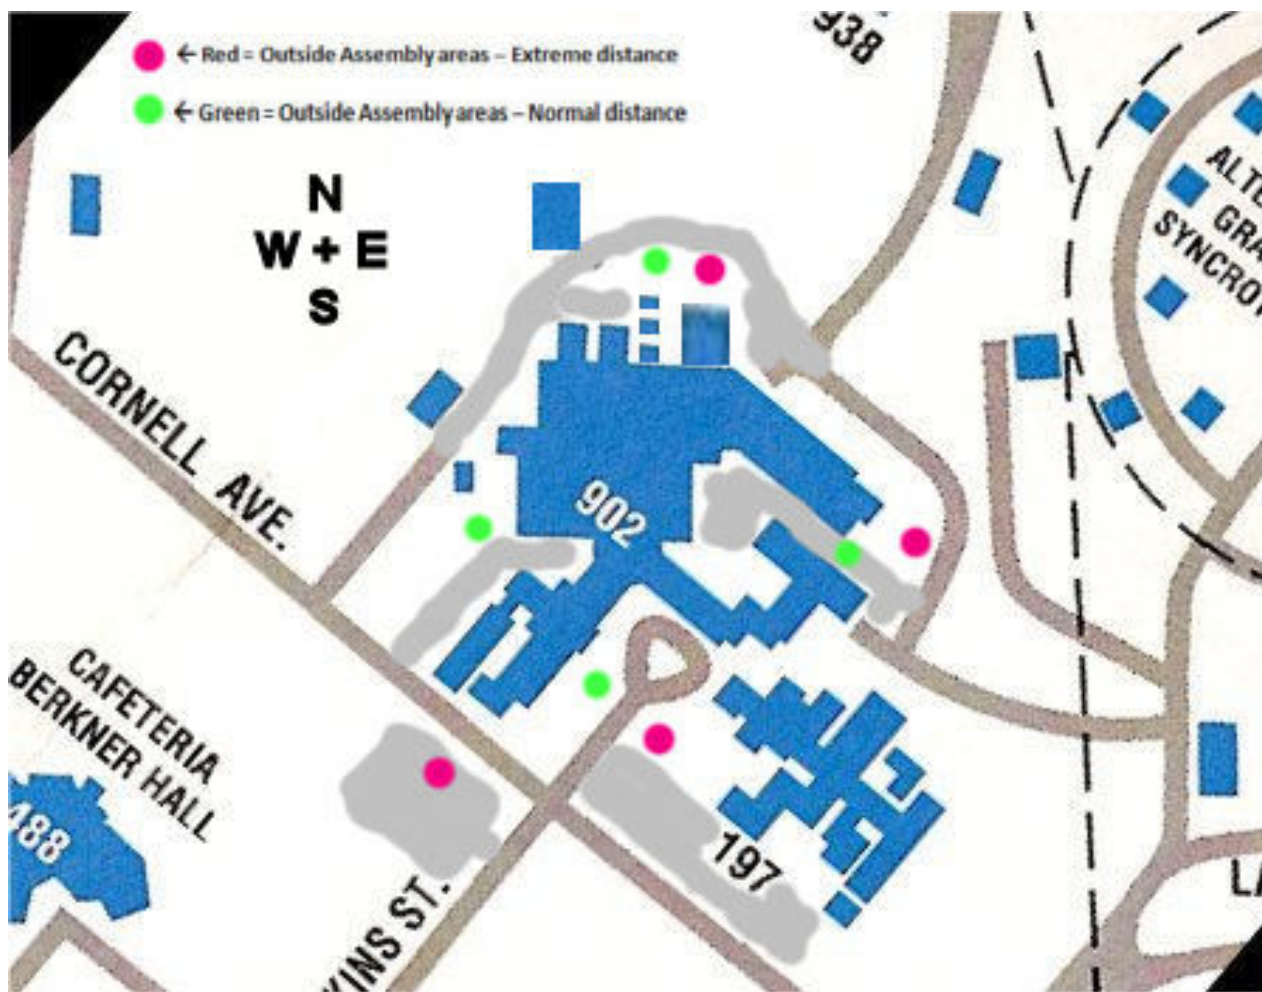 ← Red = Outside Assembly areas – Extreme distance
← Green = Outside Assembly areas – Normal distance
938
N
W + E
S
CORNELL AVE.
902
CAFETERIA
BERKNER HALL
488
197
KINS ST.